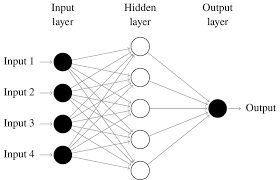 Input Hidden Output
layer layer layer
Input 1
Input 2
Input 3
Input 4
Output